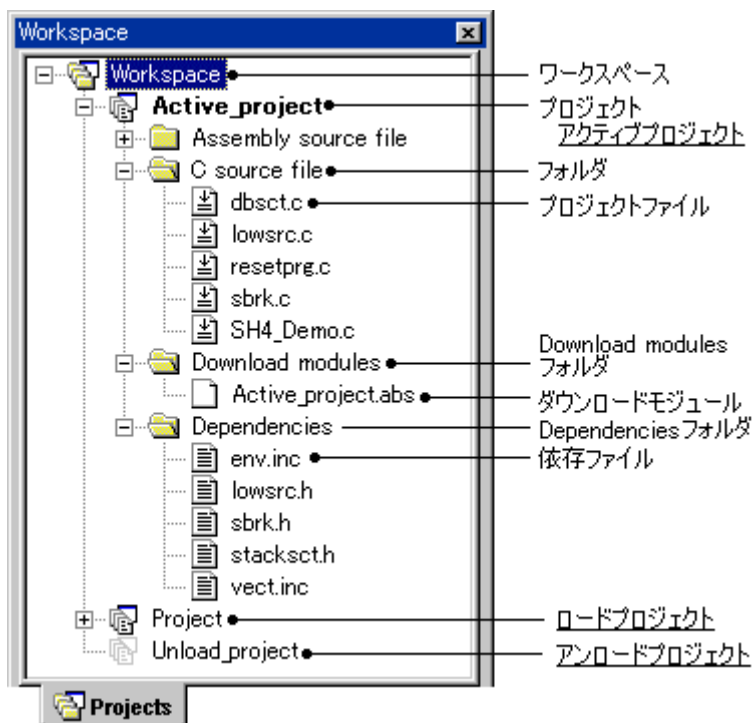 Workspace
Workspace
ワークスペース
Active_project
プロジェクト
アクティブプロジェクト
Assembly source file
C source file
フォルダ
dbsct.c
プロジェクトファイル
lowsrc.c
resetprg.c
sbrk.c
SH4_Demo.c
Download modules
Download modules
フォルダ
Active_project.abs
ダウンロードモジュール
Dependencies
Dependenciesフォルダ
env.inc
依存ファイル
lowsrc.h
sbrk.h
stacksct.h
vect.inc
Project
ロードプロジェクト
Unload_project
アンロードプロジェクト
Projects